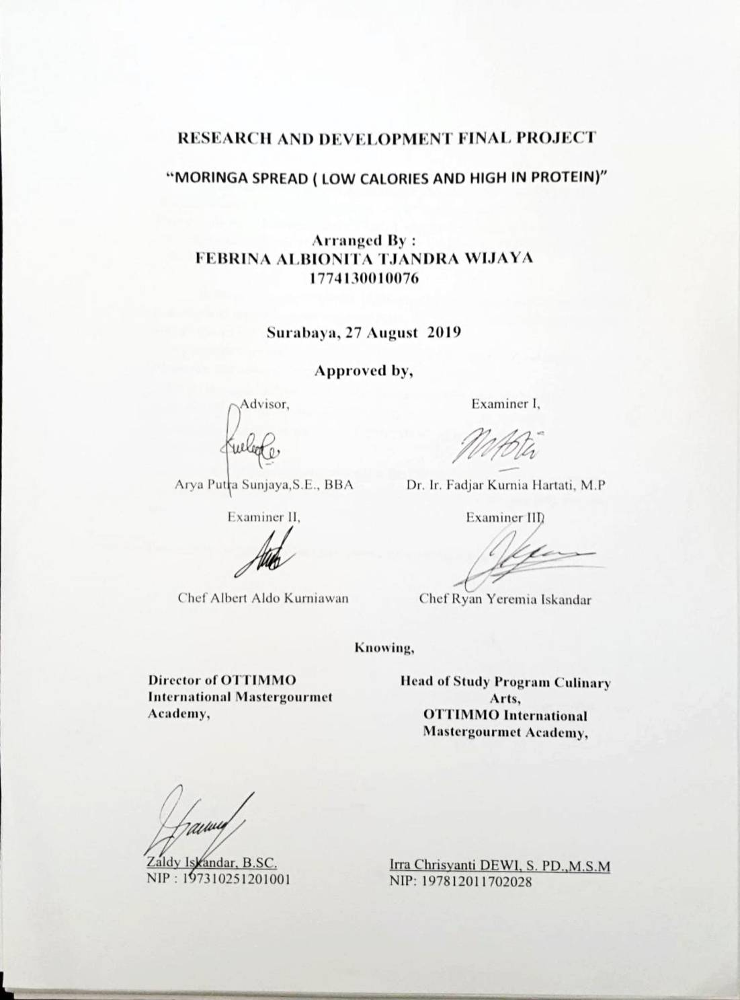 RESEARCH AND DEVELOPMENT FINAL PROJECT
“MORINGA SPREAD ( LOW CALORIES AND HIGH IN PROTEIN)”
Arranged By :
FEBRINA ALBIONITA TJANDRA WIJAYA
1774130010076
Surabaya, 27 August 2019
Approved by,
Advisor, Examiner I,
Arya Putra Sunjaya,S.E., BBA Dr. Ir. Fadjar Kurnia Hartati, M.P
Examiner II, Examiner III,
Chef Albert Aldo Kurniawan Chef Ryan Yeremia Iskandar
Knowing,
Director of OTTIMMO
International Mastergourmet
Academy,
Head of Study Program Culinary
Arts,
OTTIMMO International
Mastergourmet Academy,
Zaldy Iskandar, B.SC.
NIP : 197310251201001
Irra Chrisyanti DEWI, S. PD.,M.S.M
NIP: 197812011702028